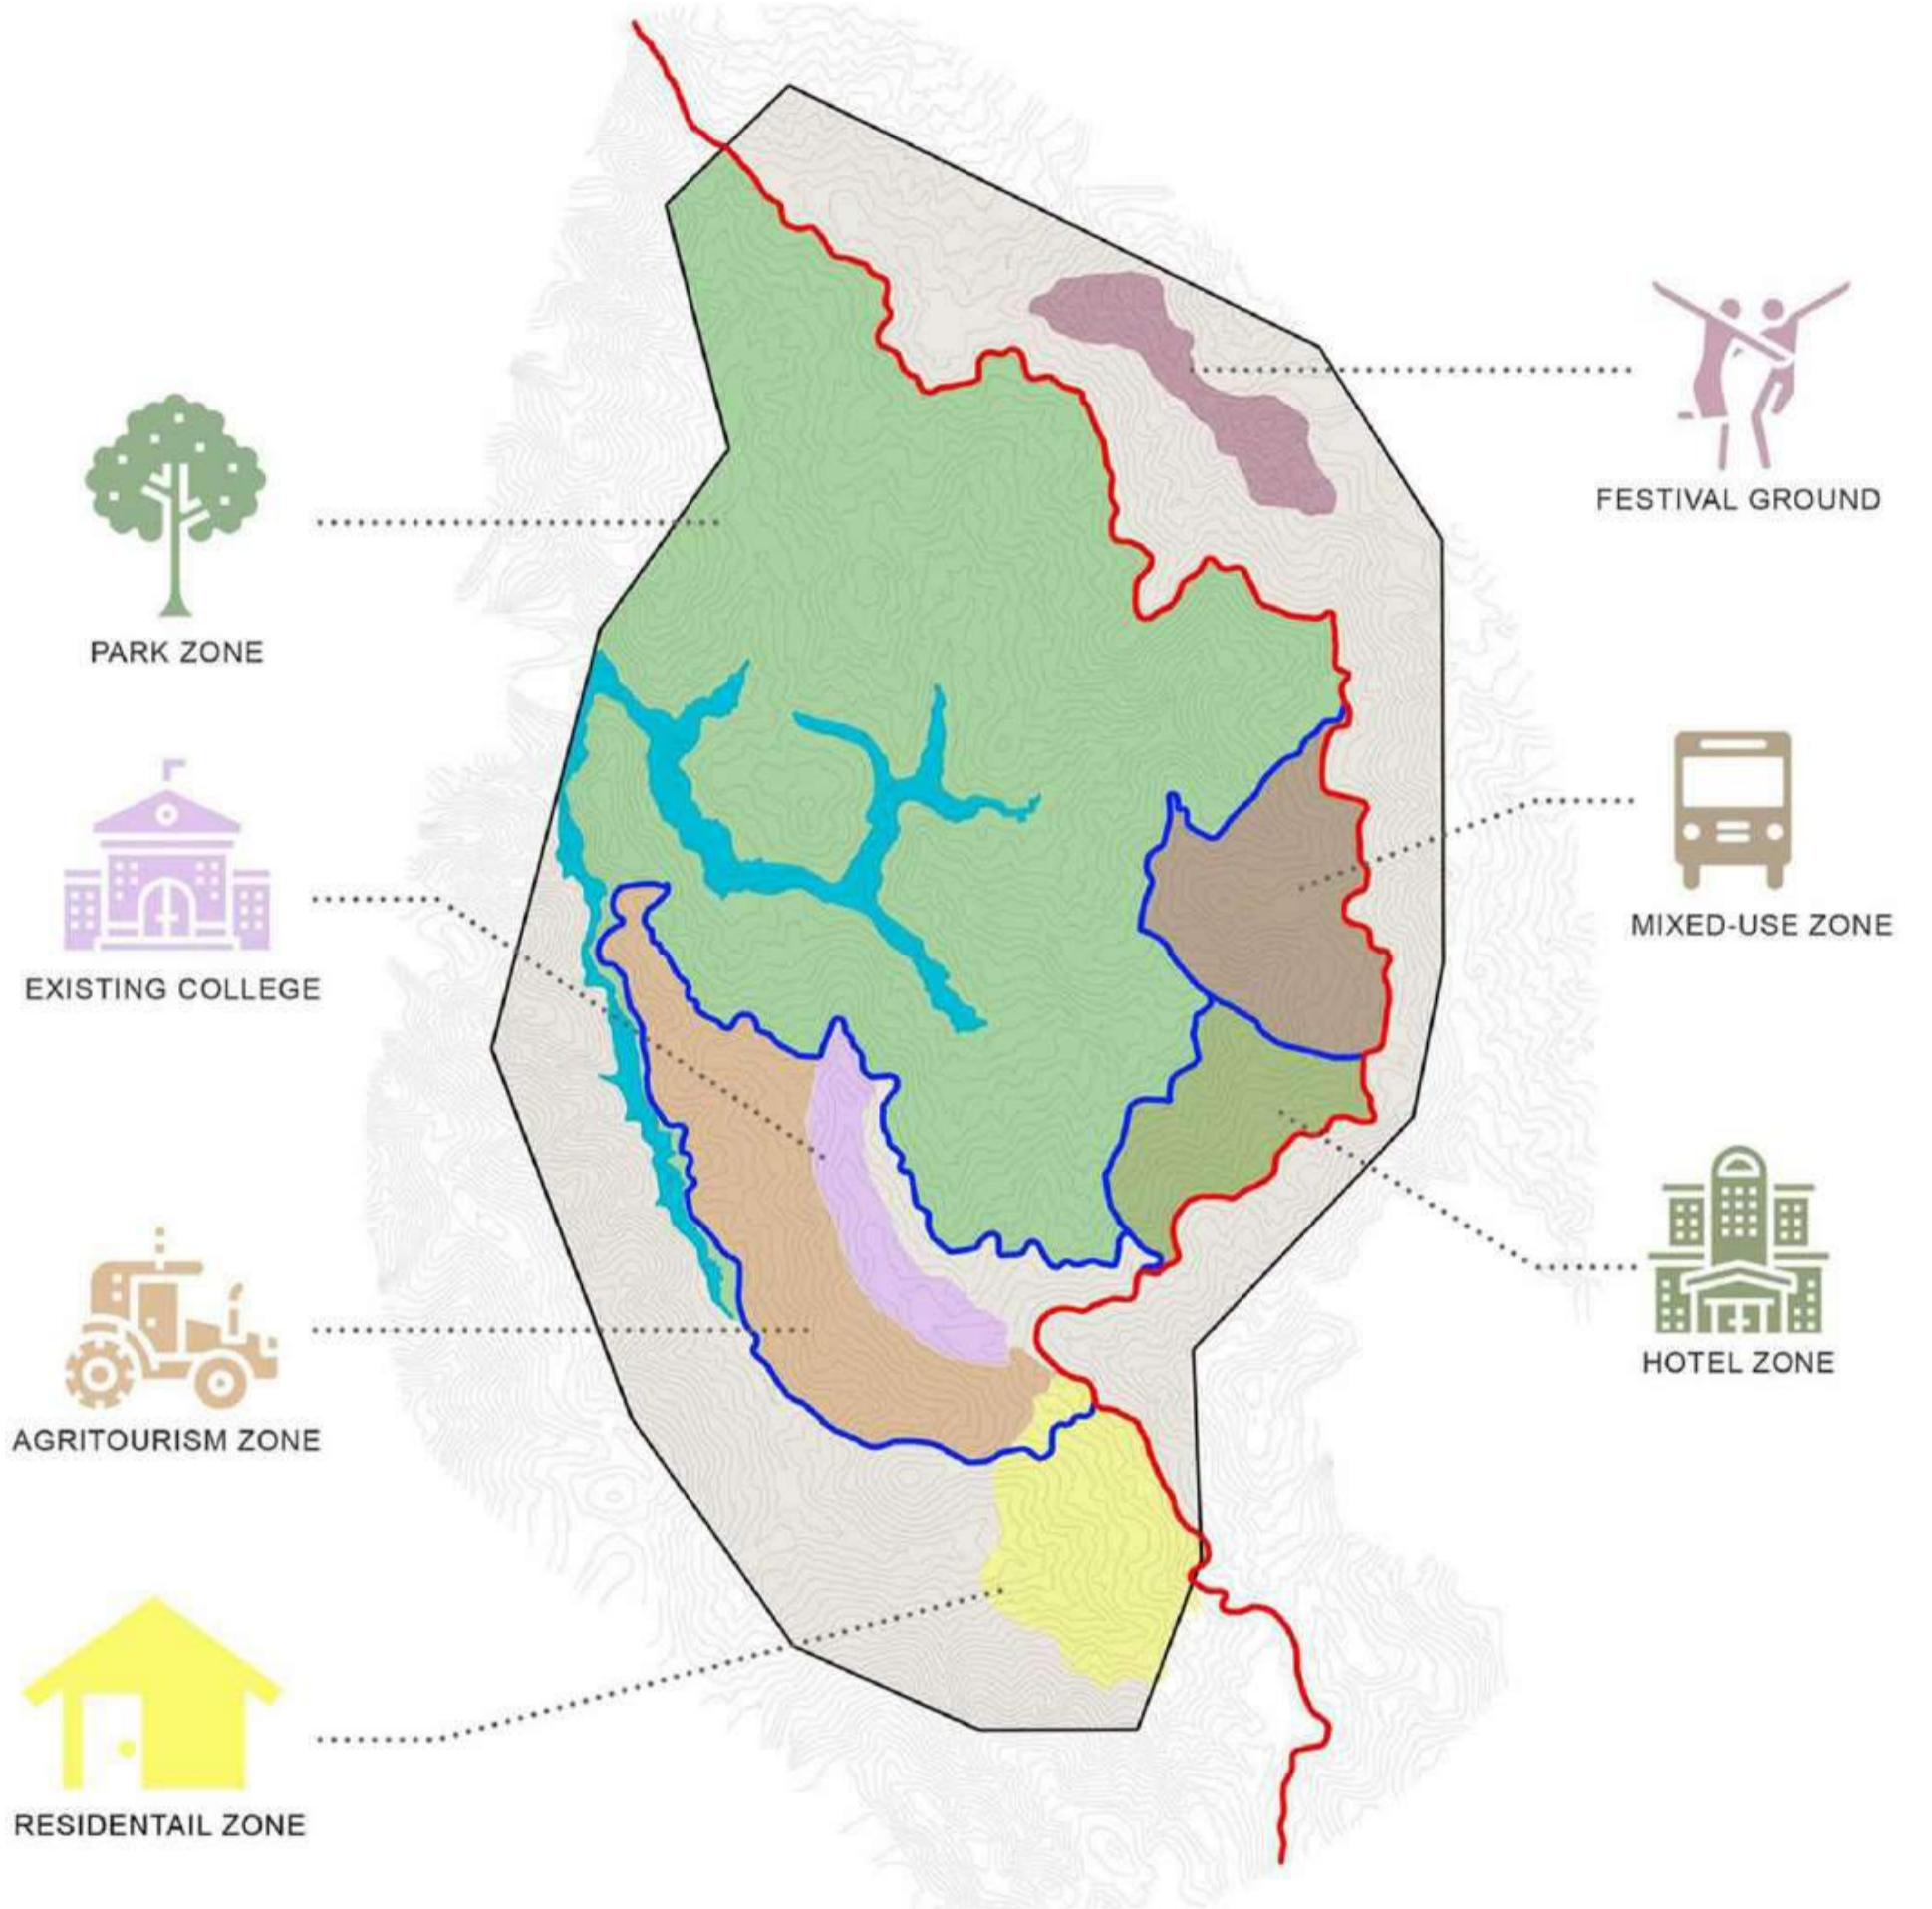 FESTIVAL GROUND
PARK ZONE
MIXED-USE ZONE
EXISTING COLLEGE
HOTEL ZONE
AGRITOURISM ZONE
RESIDENTAIL ZONE